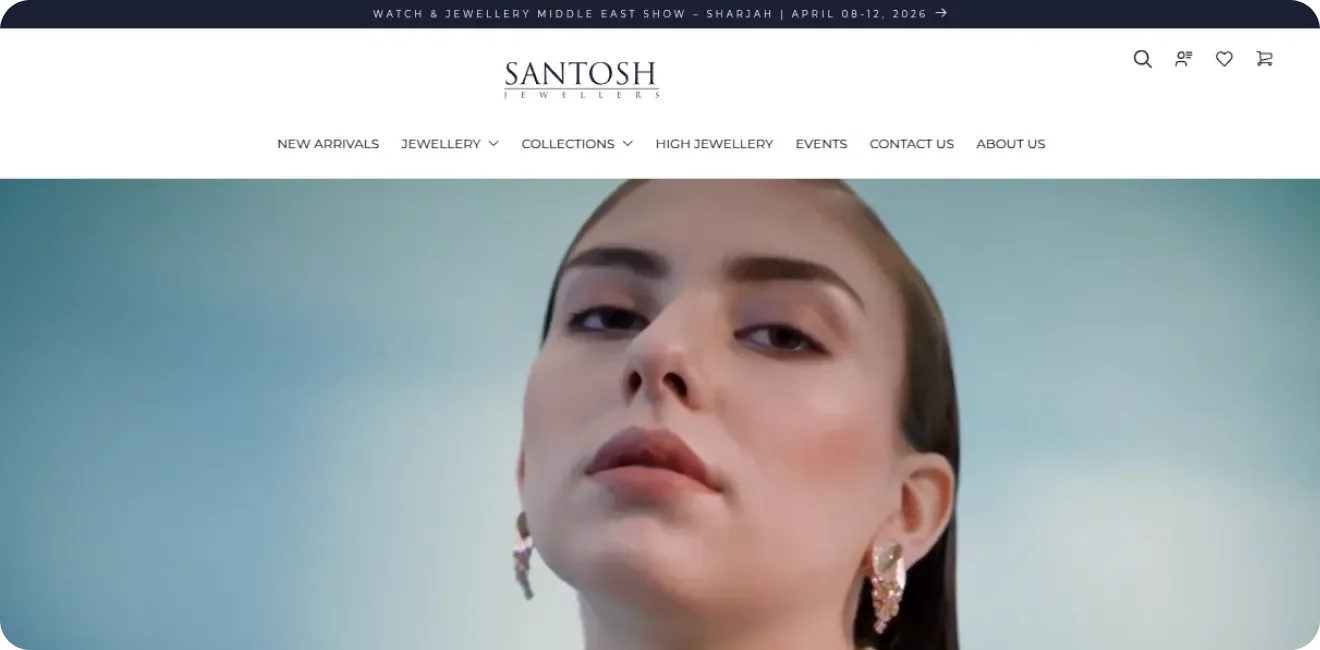 WATCH & JEWELLERY MIDDLE EAST SHOW – SHARJAH | APRIL 08-12, 2026 →
SANTOSH
JEWELLERS
NEW ARRIVALS JEWELLERY COLLECTIONS HIGH JEWELLERY EVENTS CONTACT US ABOUT US